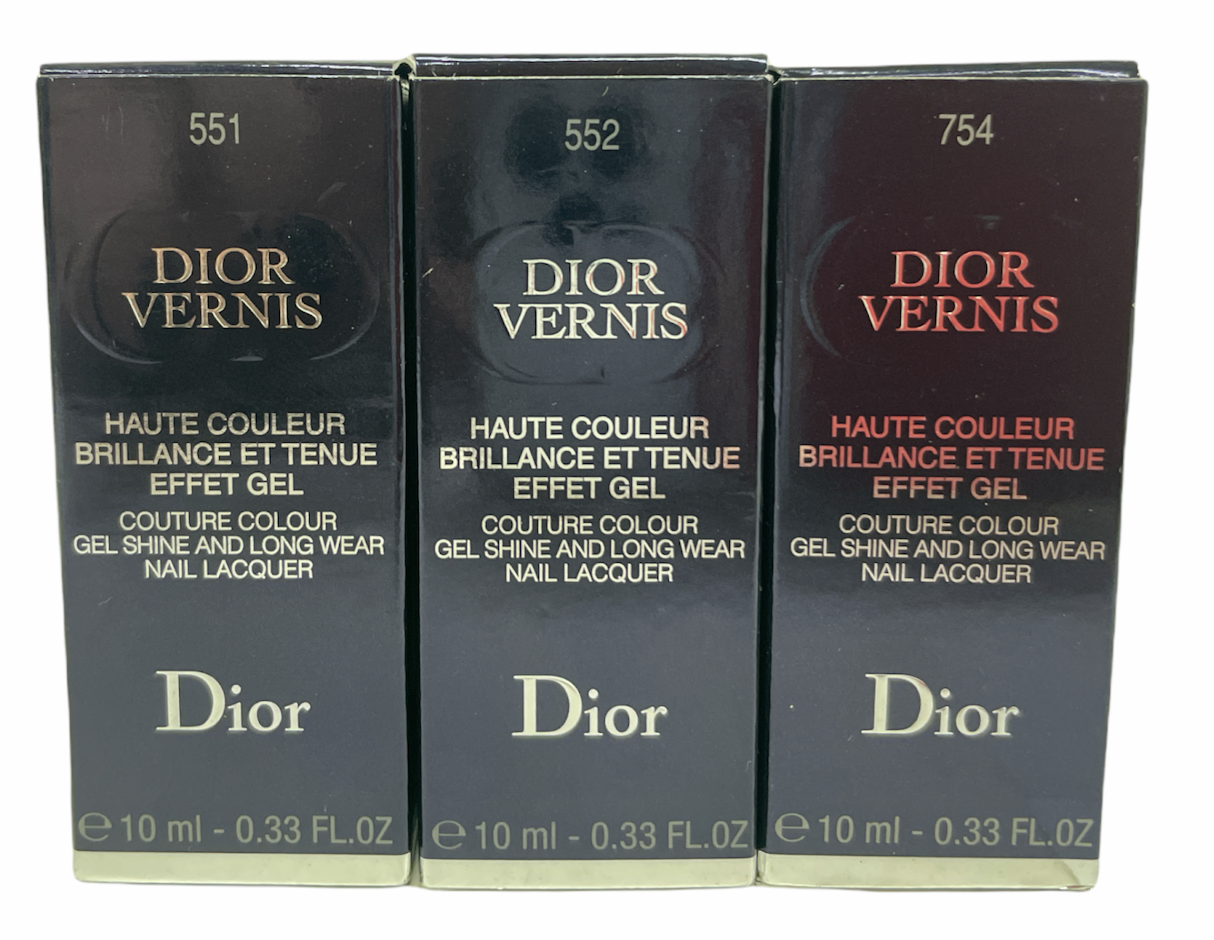 551
DIOR
VERNIS
HAUTE COULEUR
BRILLANCE ET TENUE
EFFET GEL
COUTURE COLOUR
GEL SHINE AND LONG WEAR
NAIL LACQUER
Dior
℮ 10 ml - 0.33 FL.OZ
552
DIOR
VERNIS
HAUTE COULEUR
BRILLANCE ET TENUE
EFFET GEL
COUTURE COLOUR
GEL SHINE AND LONG WEAR
NAIL LACQUER
Dior
℮ 10 ml - 0.33 FL.OZ
754
DIOR
VERNIS
HAUTE COULEUR
BRILLANCE ET TENUE
EFFET GEL
COUTURE COLOUR
GEL SHINE AND LONG WEAR
NAIL LACQUER
Dior
℮ 10 ml - 0.33 FL.OZ